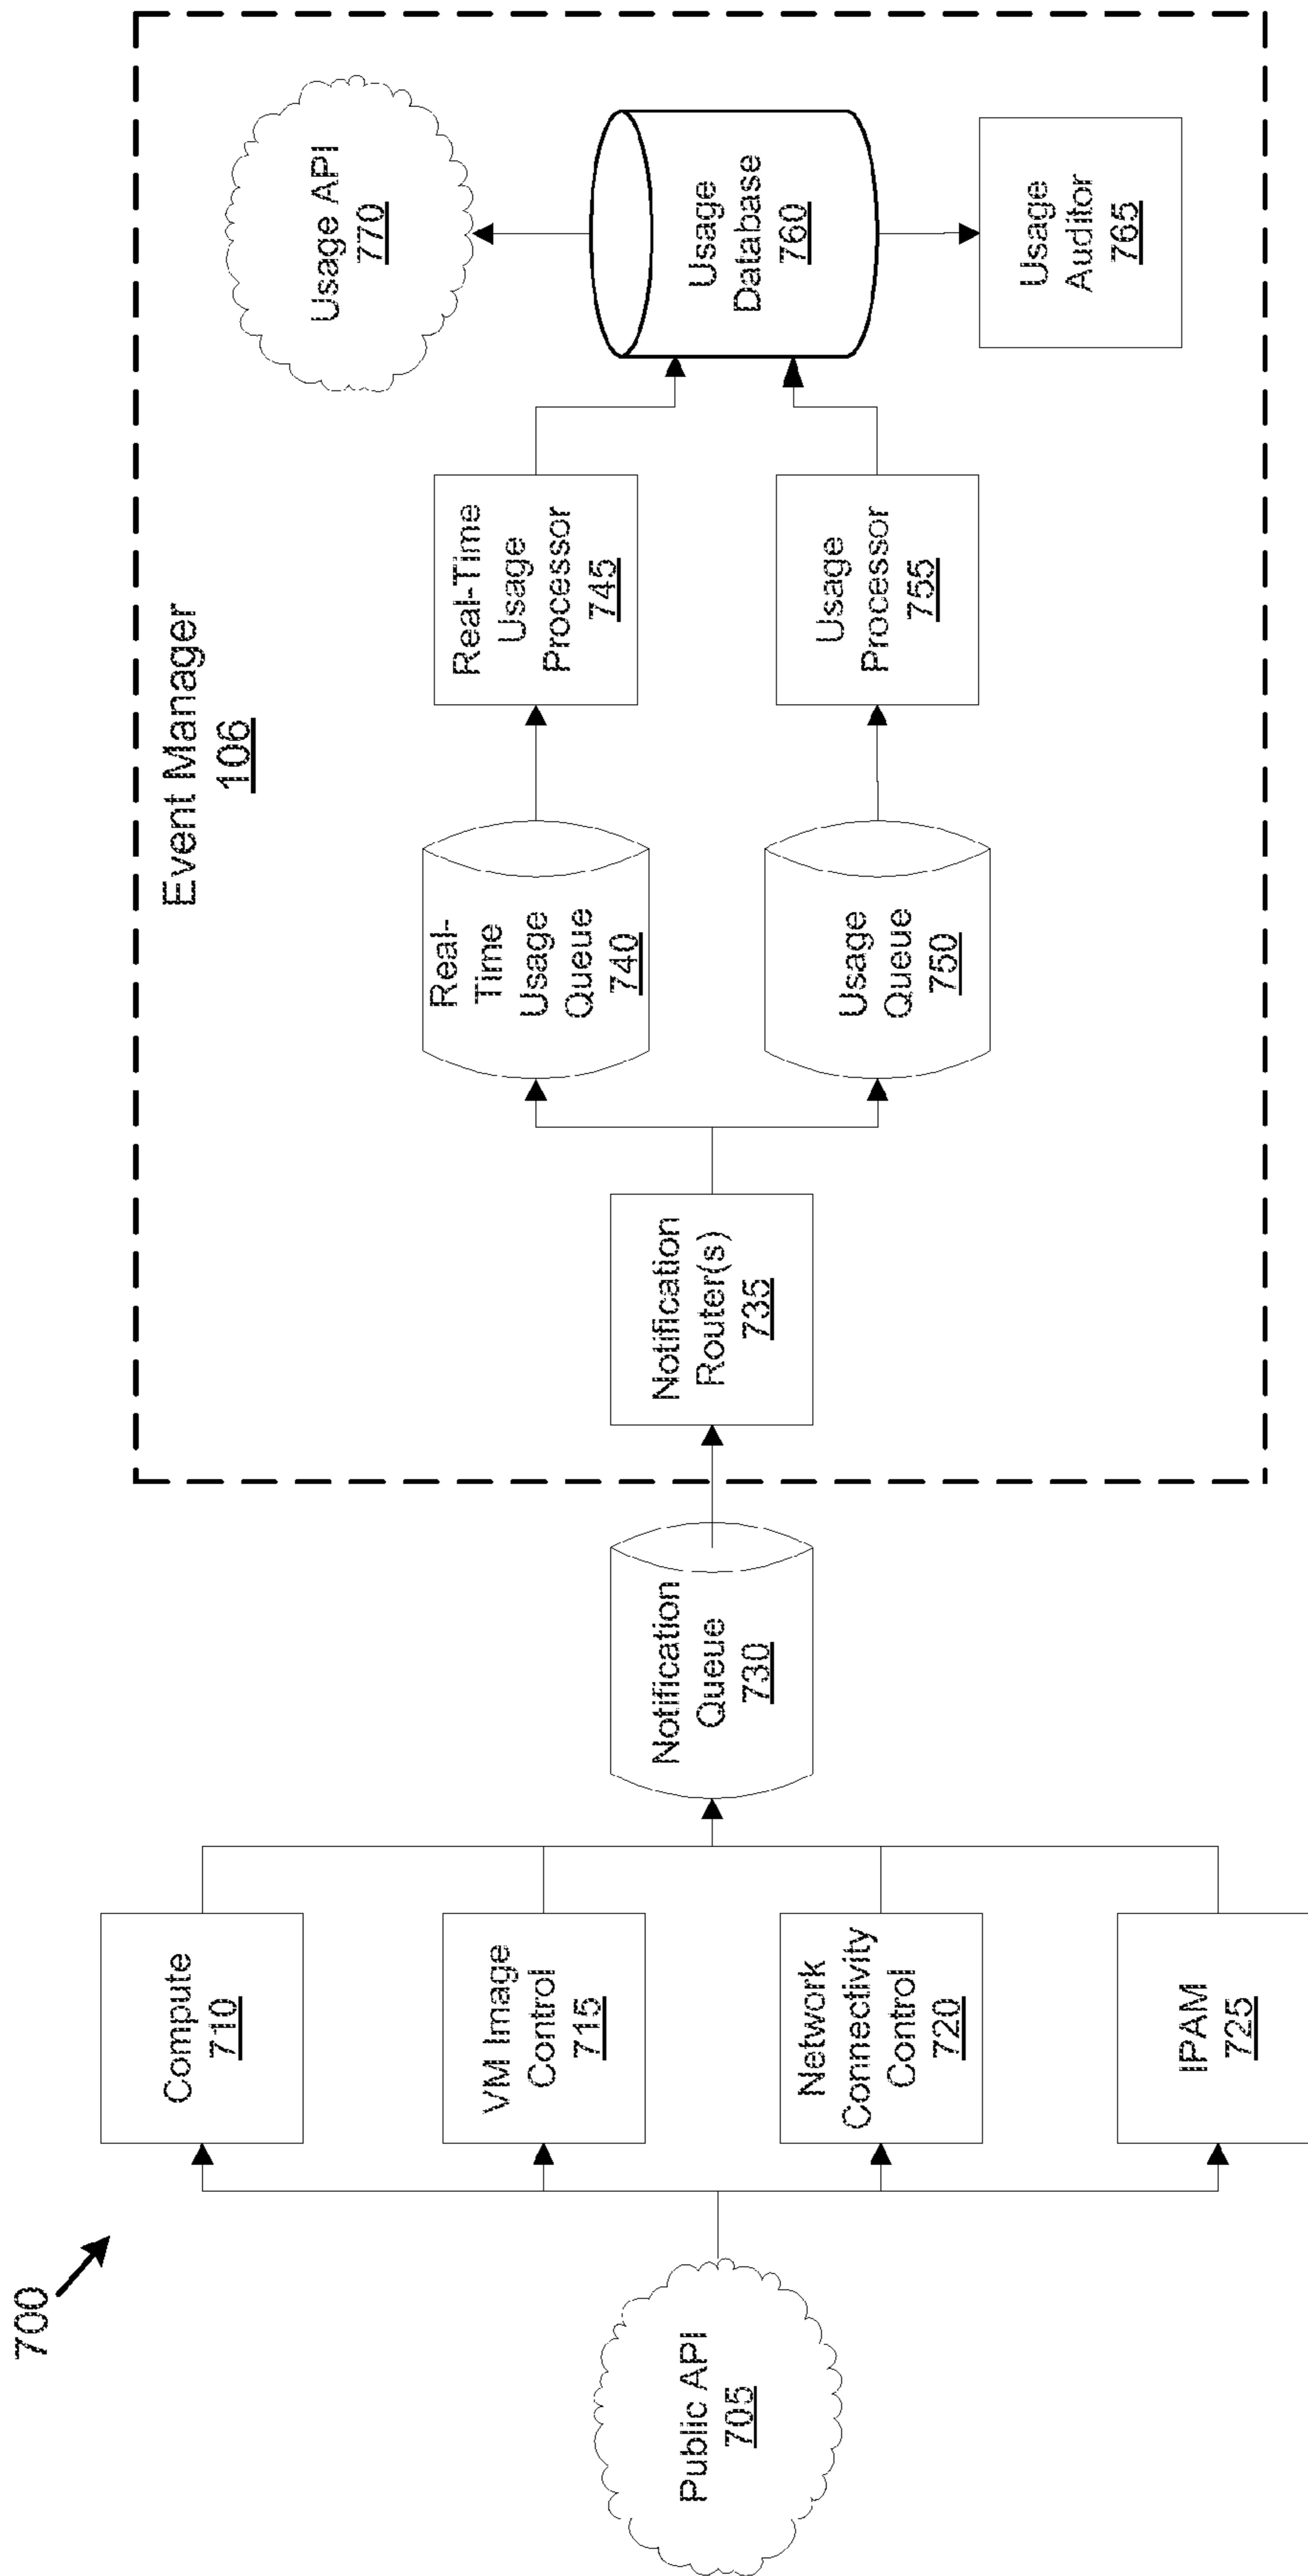 700
Public API
705
Compute
710
VM Image
Control
715
Network
Connectivity
Control
720
IPAM
725
Notification
Queue
730
Event Manager
106
Notification
Router(s)
735
Real-
Time
Usage
Queue
740
Usage
Queue
750
Real-Time
Usage
Processor
745
Usage
Processor
755
Usage API
770
Usage
Database
760
Usage
Auditor
765